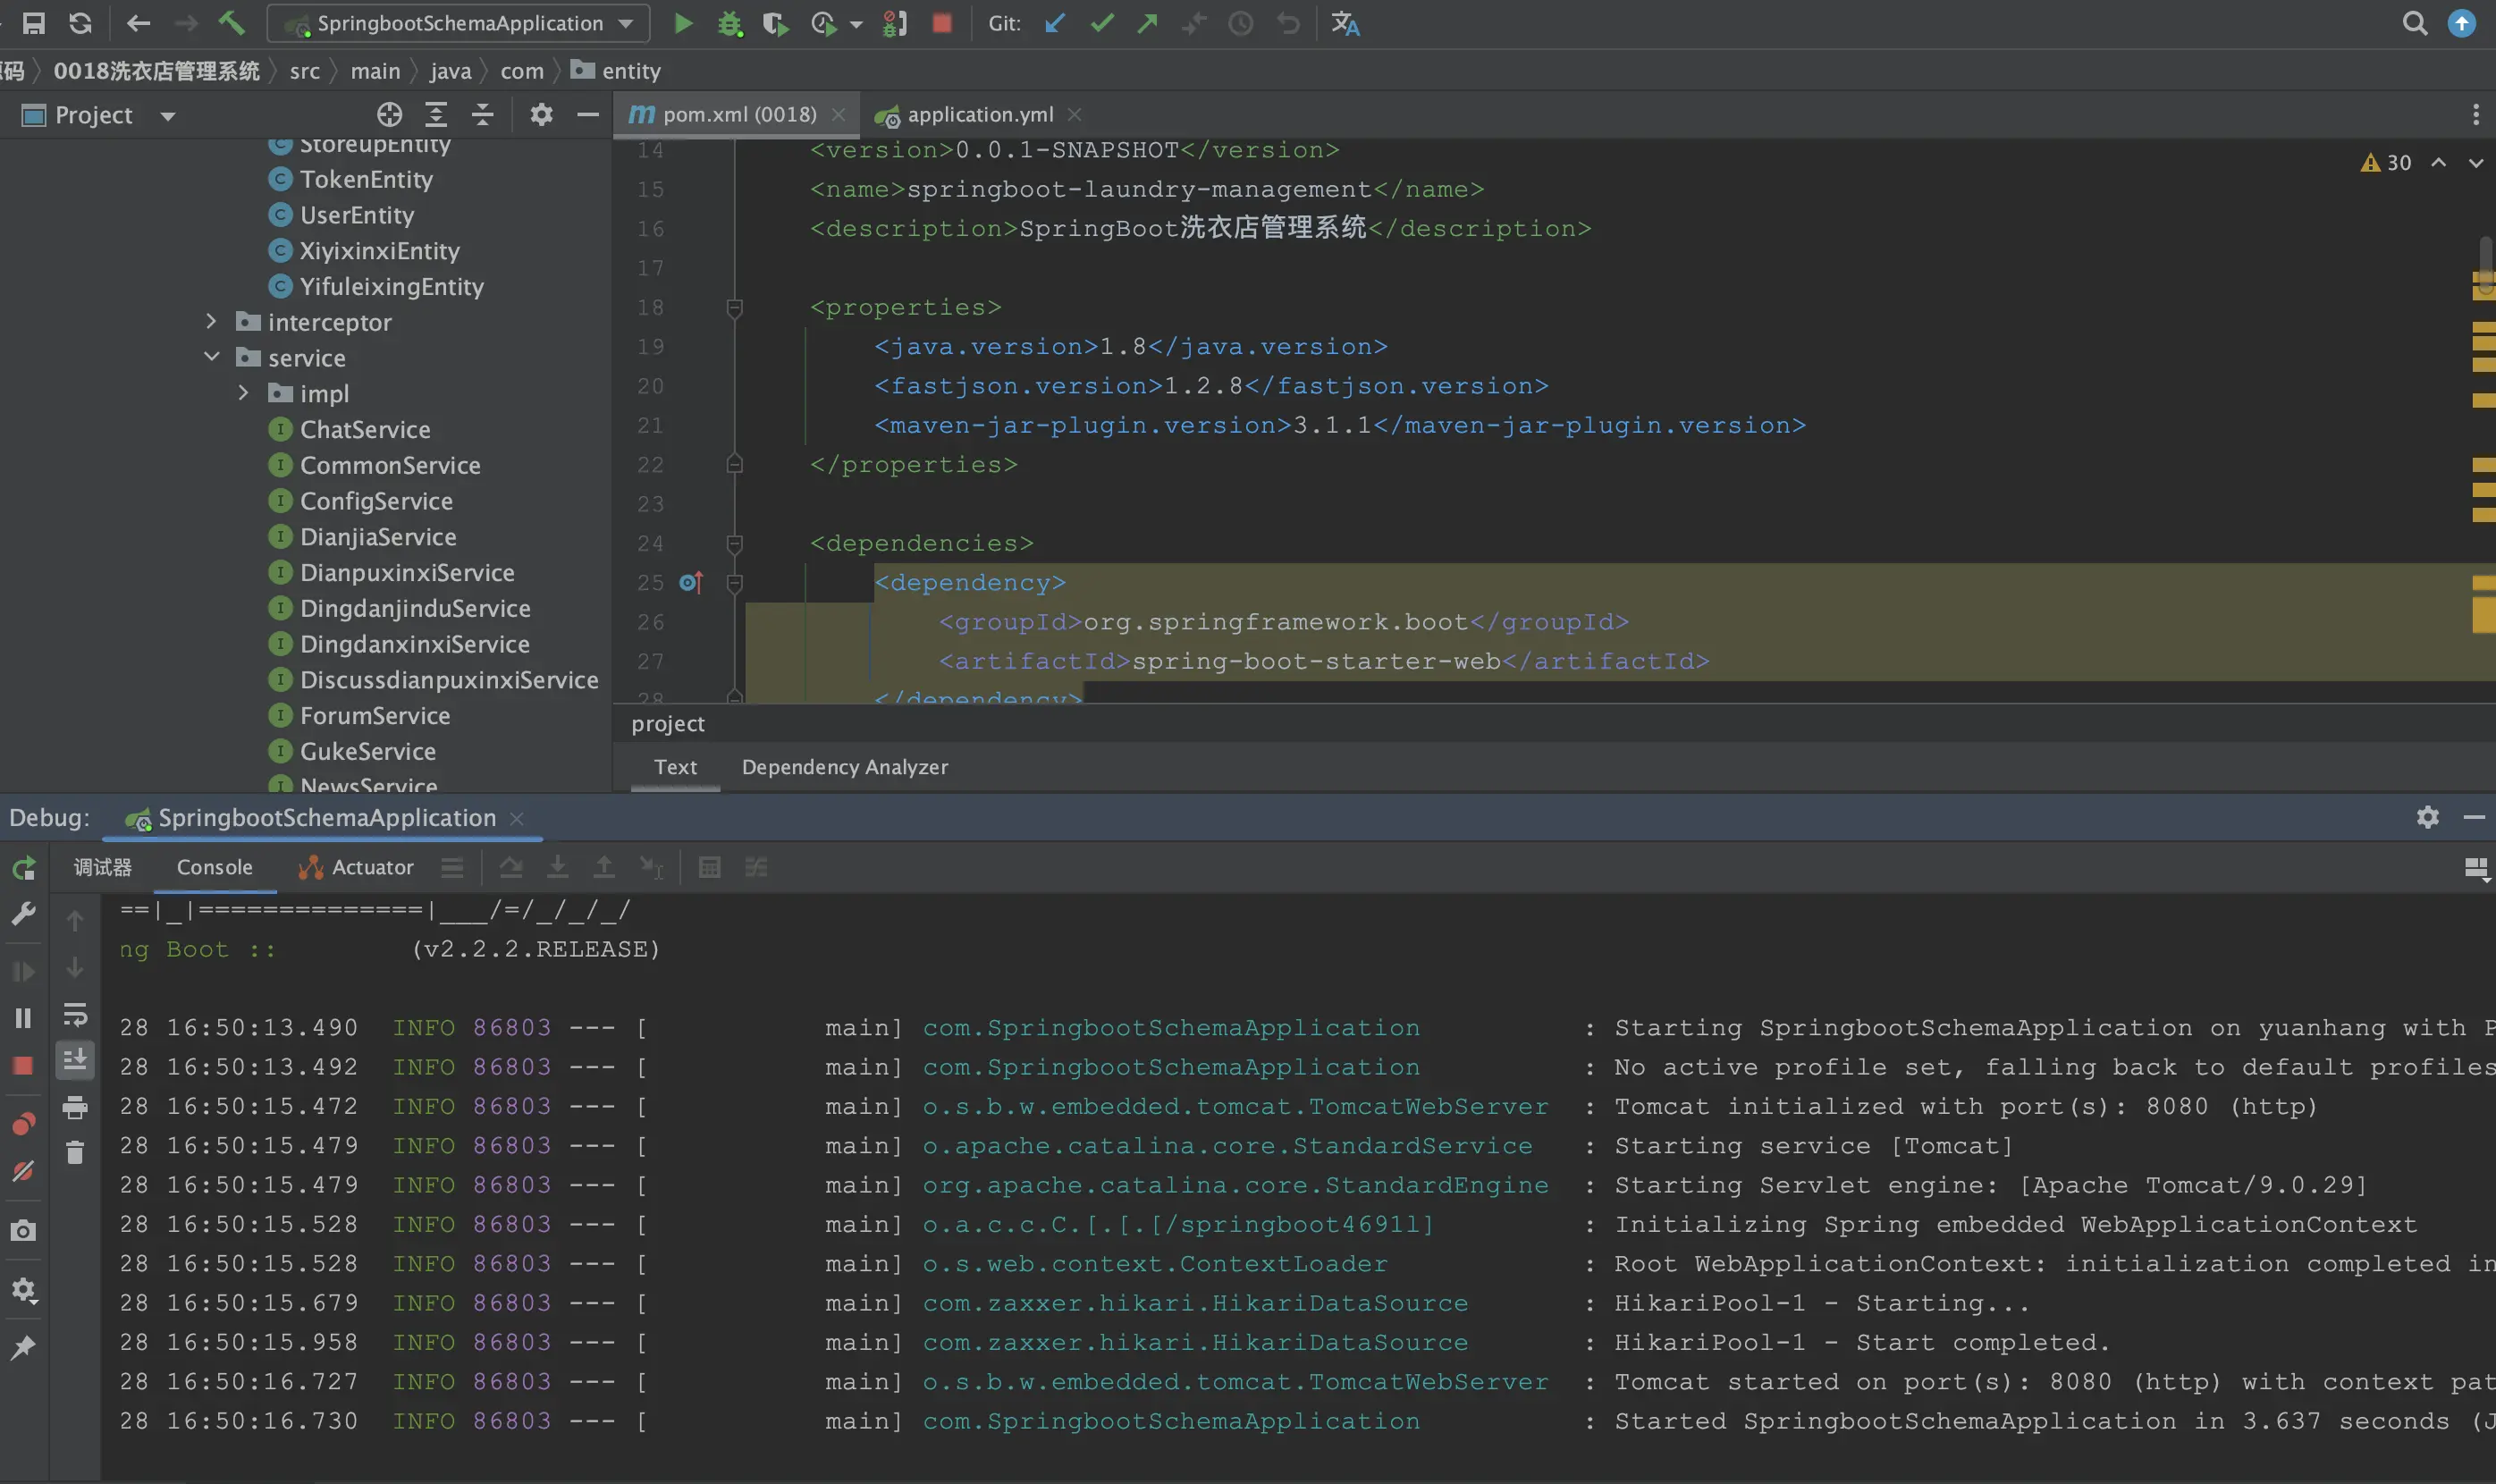 SpringbootSchemaApplication
Git:
码 〉 0018洗衣店管理系统 〉 src 〉 main 〉 java 〉 com 〉 entity
Project
pom.xml (0018)
application.yml
StoreupEntity
TokenEntity
UserEntity
XiyixinxiEntity
YifuleixingEntity
interceptor
service
impl
ChatService
CommonService
ConfigService
DianjiaService
DianpuxinxiService
DingdanjinduService
DingdanxinxiService
DiscussdianpuxinxiService
ForumService
GukeService
NewsService
30
14 <version>0.0.1-SNAPSHOT</version>
15 <name>springboot-laundry-management</name>
16 <description>SpringBoot洗衣店管理系统</description>
17
18 <properties>
19 <java.version>1.8</java.version>
20 <fastjson.version>1.2.8</fastjson.version>
21 <maven-jar-plugin.version>3.1.1</maven-jar-plugin.version>
22 </properties>
23
24 <dependencies>
25 <dependency>
26 <groupId>org.springframework.boot</groupId>
27 <artifactId>spring-boot-starter-web</artifactId>
28 </dependency>
project
Text Dependency Analyzer
Debug: SpringbootSchemaApplication
调试器 Console Actuator
==|_|==============|___/=/_/_/_/
ng Boot :: (v2.2.2.RELEASE)
28 16:50:13.490 INFO 86803 --- [ main] com.SpringbootSchemaApplication : Starting SpringbootSchemaApplication on yuanhang with P
28 16:50:13.492 INFO 86803 --- [ main] com.SpringbootSchemaApplication : No active profile set, falling back to default profiles
28 16:50:15.472 INFO 86803 --- [ main] o.s.b.w.embedded.tomcat.TomcatWebServer : Tomcat initialized with port(s): 8080 (http)
28 16:50:15.479 INFO 86803 --- [ main] o.apache.catalina.core.StandardService : Starting service [Tomcat]
28 16:50:15.479 INFO 86803 --- [ main] org.apache.catalina.core.StandardEngine : Starting Servlet engine: [Apache Tomcat/9.0.29]
28 16:50:15.528 INFO 86803 --- [ main] o.a.c.c.C.[.[.[/springboot4691l] : Initializing Spring embedded WebApplicationContext
28 16:50:15.528 INFO 86803 --- [ main] o.s.web.context.ContextLoader : Root WebApplicationContext: initialization completed in
28 16:50:15.679 INFO 86803 --- [ main] com.zaxxer.hikari.HikariDataSource : HikariPool-1 - Starting...
28 16:50:15.958 INFO 86803 --- [ main] com.zaxxer.hikari.HikariDataSource : HikariPool-1 - Start completed.
28 16:50:16.727 INFO 86803 --- [ main] o.s.b.w.embedded.tomcat.TomcatWebServer : Tomcat started on port(s): 8080 (http) with context pat
28 16:50:16.730 INFO 86803 --- [ main] com.SpringbootSchemaApplication : Started SpringbootSchemaApplication in 3.637 seconds (J